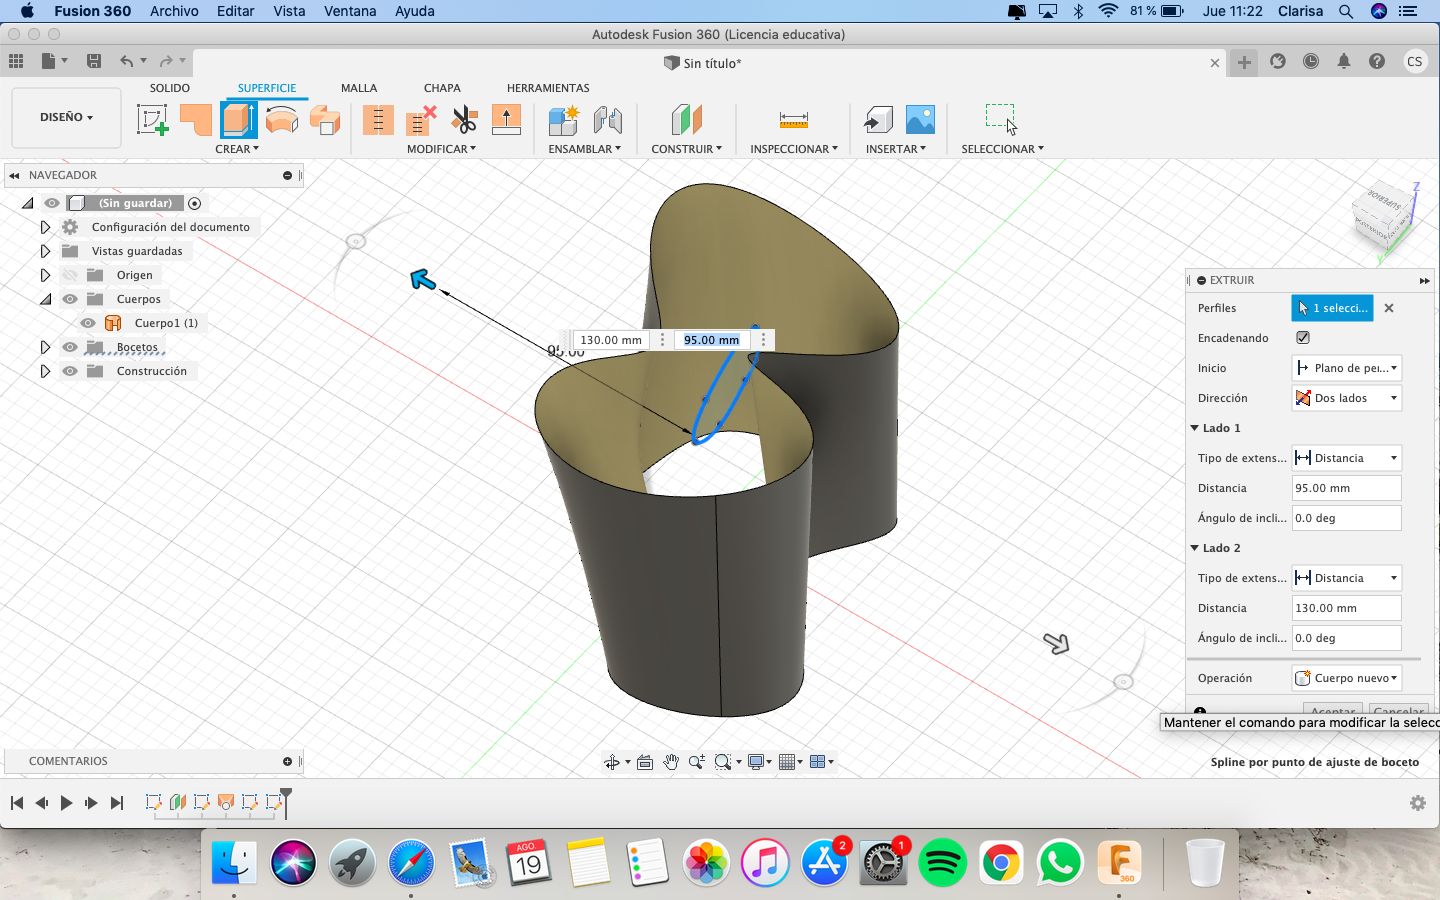 Fusion 360 Archivo Editar Vista Ventana Ayuda 81 % Jue 11:22 Clarisa
Autodesk Fusion 360 (Licencia educativa)
Sin título* CS
SOLIDO SUPERFICIE MALLA CHAPA HERRAMIENTAS
DISEÑO
CREAR MODIFICAR ENSAMBLAR CONSTRUIR INSPECCIONAR INSERTAR SELECCIONAR
NAVEGADOR
(Sin guardar)
Configuración del documento
Vistas guardadas
Origen
Cuerpos
Cuerpo1 (1)
Bocetos
Construcción
Z
SUPERIOR
Y
130.00 mm 95.00 mm
95.00
EXTRUIR
Perfiles 1 selecci...
Encadenando
Inicio Plano de pe...
Dirección Dos lados
Lado 1
Tipo de extens... Distancia
Distancia 95.00 mm
Ángulo de incli... 0.0 deg
Lado 2
Tipo de extens... Distancia
Distancia 130.00 mm
Ángulo de incli... 0.0 deg
Operación Cuerpo nuevo
Aceptar Cancelar
Mantener el comando para modificar la selecc
COMENTARIOS
Spline por punto de ajuste de boceto
AGO.
19
2
1
360